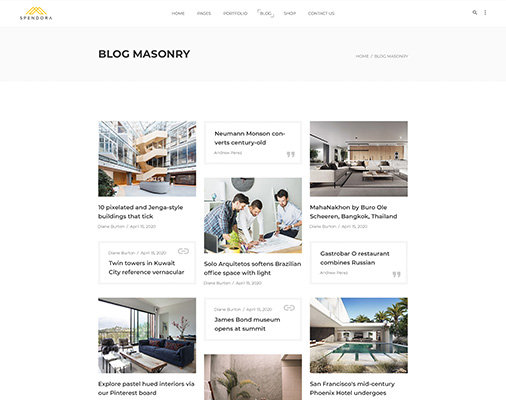 SPENDORA
HOME PAGES PORTFOLIO BLOG SHOP CONTACT US
BLOG MASONRY
HOME / BLOG MASONRY
10 pixelated and Jenga-style
buildings that tick
Diane Burton / April 15, 2020
Diane Burton / April 15, 2020
Twin towers in Kuwait
City reference vernacular
Explore pastel hued interiors via
our Pinterest board
Neumann Monson con-
verts century-old
Andrew Perez
Solo Arquitetos softens Brazilian
office space with light
Diane Burton / April 15, 2020
Diane Burton / April 15, 2020
James Bond museum
opens at summit
MahaNakhon by Buro Ole
Scheeren, Bangkok, Thailand
Diane Burton / April 15, 2020
Gastrobar O restaurant
combines Russian
Andrew Perez
San Francisco's mid-century
Phoenix Hotel undergoes